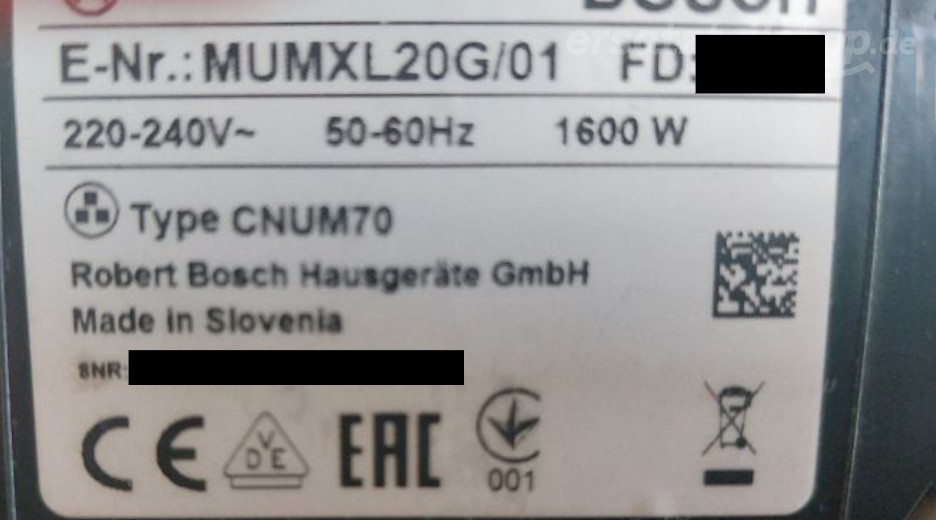 BOSCH
E-Nr.: MUMXL20G/01 FD:
220-240V~ 50-60Hz 1600 W
Type CNUM70
Robert Bosch Hausgeräte GmbH
Made in Slovenia
SNR:
CE VDE EAC 001